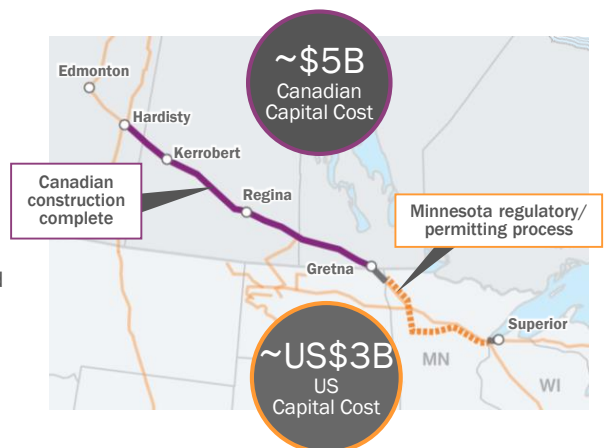 ~$5B
Canadian
Capital Cost
Edmonton
Hardisty
Kerrobert
Canadian
construction
complete
Regina
Minnesota regulatory/
permitting process
Gretna
Superior
~US$3B
US
Capital Cost
MN
WI